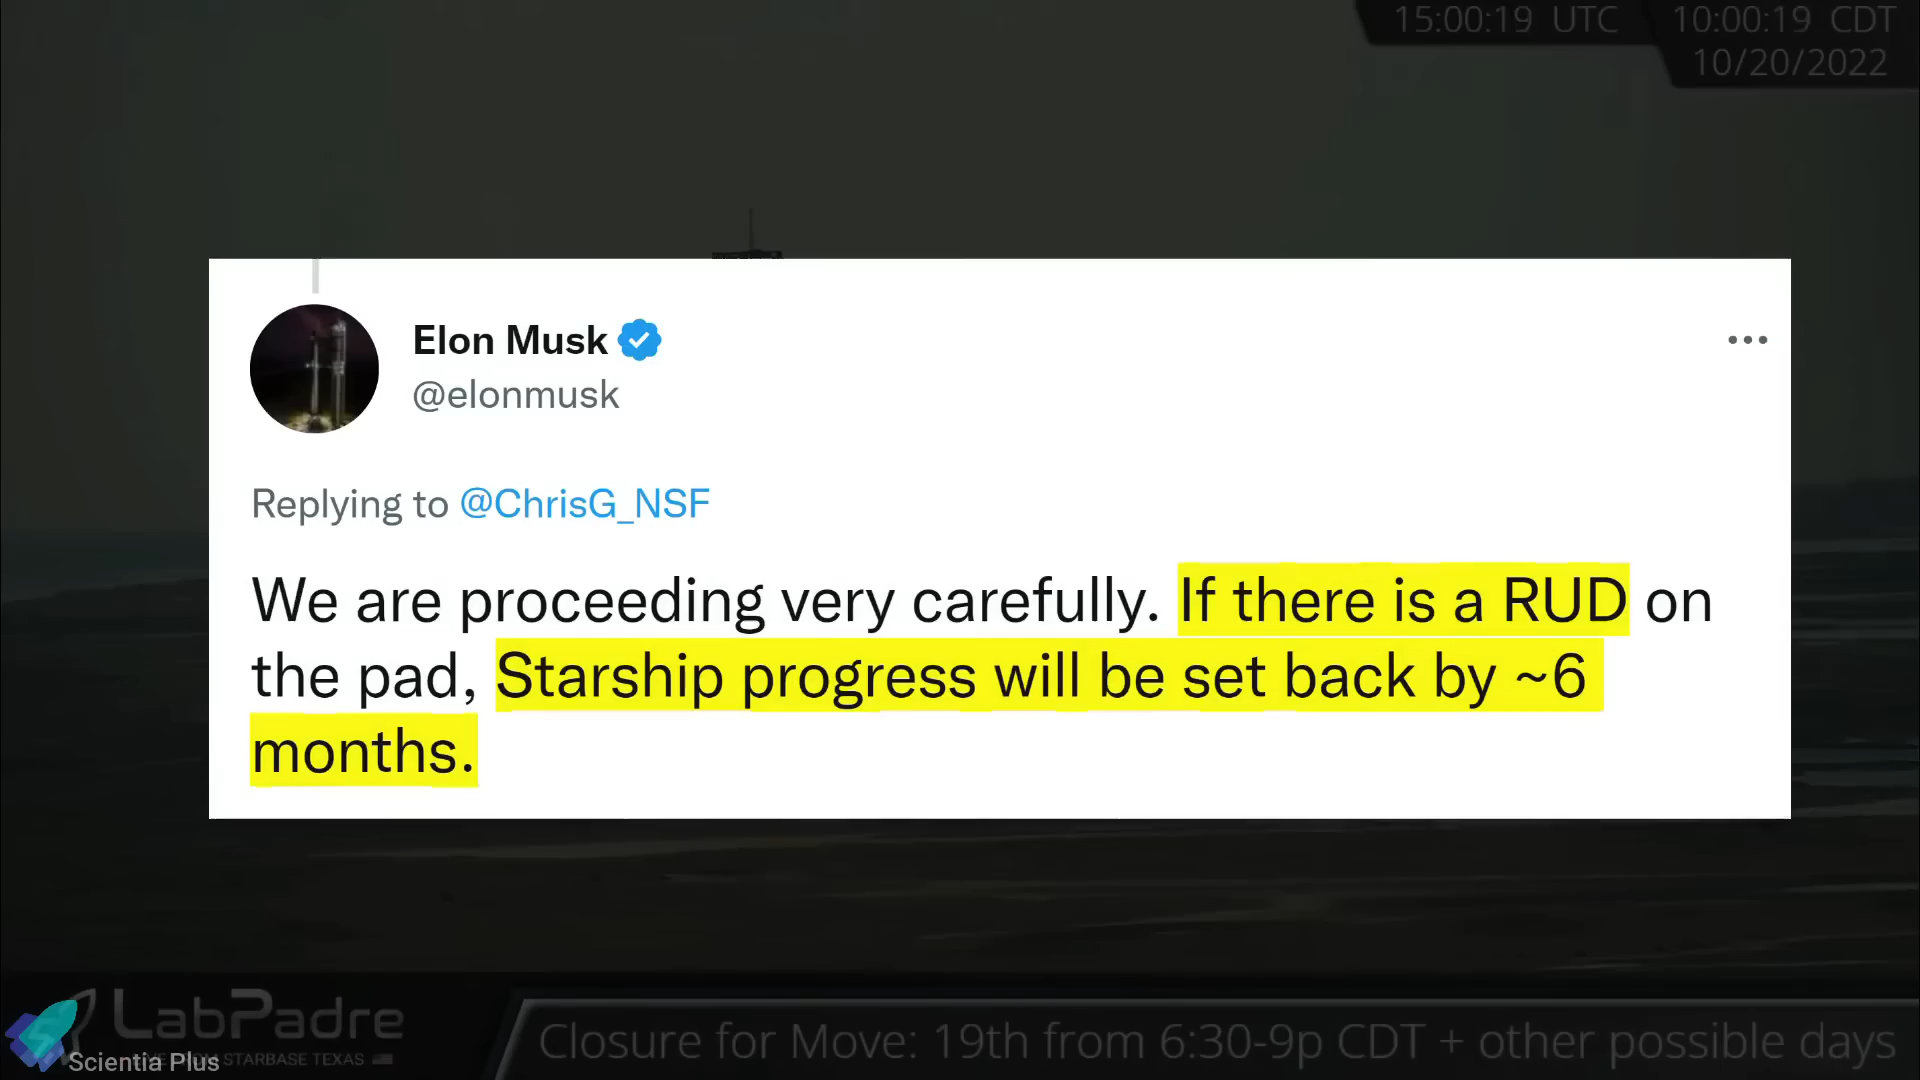 15:00:19 UTC
10:00:19 CDT
10/20/2022
Elon Musk
@elonmusk
Replying to @ChrisG_NSF
We are proceeding very carefully. If there is a RUD on
the pad, Starship progress will be set back by ~6
months.
LabPadre
STARBASE TEXAS
Scientia Plus
Closure for Move: 19th from 6:30-9p CDT + other possible days